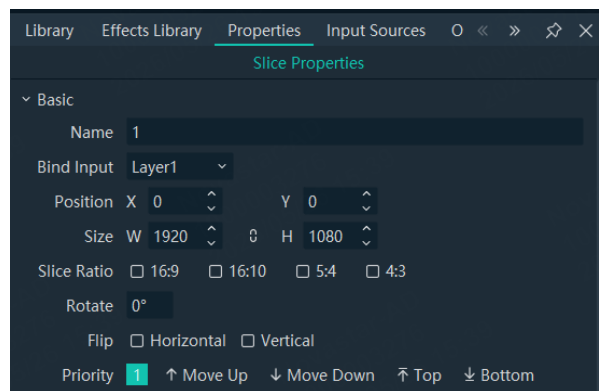 Library Effects Library Properties Input Sources O
Slice Properties
Basic
Name 1
Bind Input Layer1
Position X 0 Y 0
Size W 1920 H 1080
Slice Ratio 16:9 16:10 5:4 4:3
Rotate 0°
Flip Horizontal Vertical
Priority 1 ↑ Move Up ↓ Move Down Top Bottom